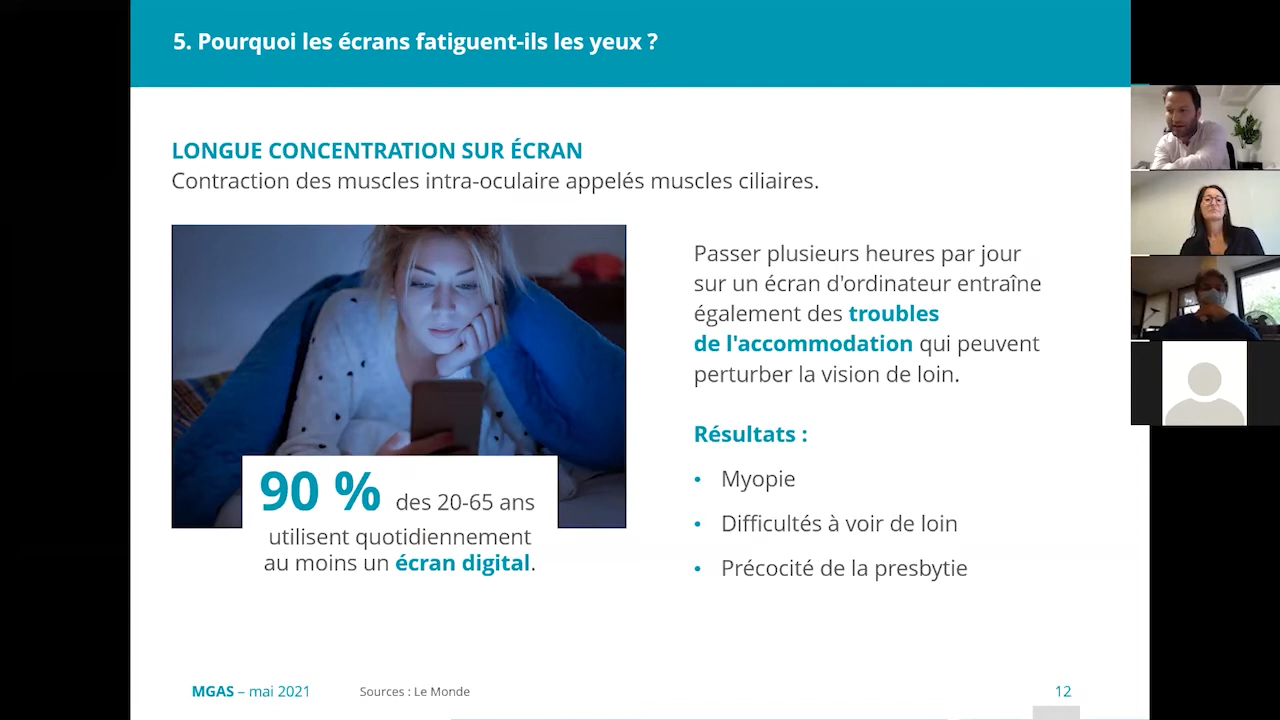 5. Pourquoi les écrans fatiguent-ils les yeux ?
LONGUE CONCENTRATION SUR ÉCRAN
Contraction des muscles intra-oculaire appelés muscles ciliaires.
90 % des 20-65 ans
utilisent quotidiennement
au moins un écran digital.
Passer plusieurs heures par jour
sur un écran d'ordinateur entraîne
également des troubles
de l'accommodation qui peuvent
perturber la vision de loin.
Résultats :
• Myopie
• Difficultés à voir de loin
• Précocité de la presbytie
MGAS – mai 2021
Sources : Le Monde
12